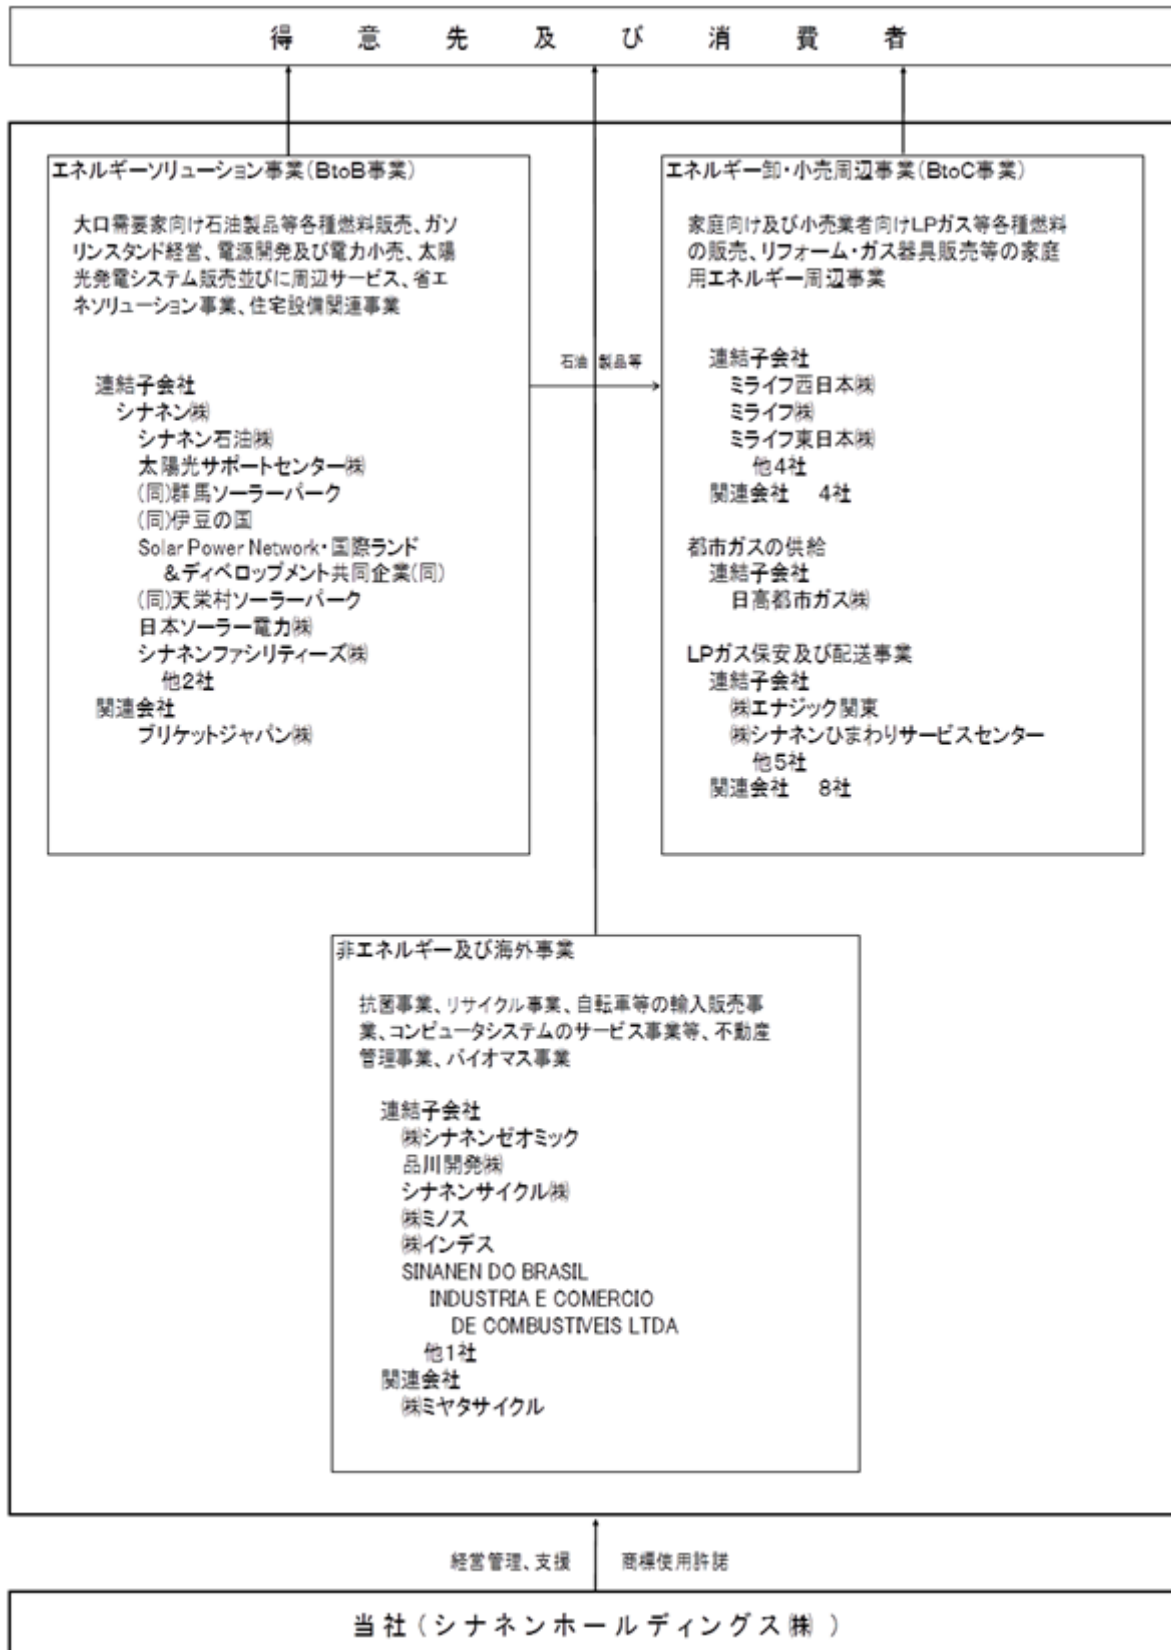 得意先及び消費者
エネルギーソリューション事業(BtoB事業)
大口需要家向け石油製品等各種燃料販売、ガソ
リンスタンド経営、電源開発及び電力小売、太陽
光発電システム販売並びに周辺サービス、省エ
ネソリューション事業、住宅設備関連事業
連結子会社
シナネン㈱
シナネン石油㈱
太陽光サポートセンター㈱
(同)群馬ソーラーパーク
(同)伊豆の国
Solar Power Network・国際ランド
&ディベロップメント共同企業(同)
(同)天栄村ソーラーパーク
日本ソーラー電力㈱
シナネンファシリティーズ㈱
他2社
関連会社
ブリケットジャパン㈱
石油 製品等
エネルギー卸・小売周辺事業(BtoC事業)
家庭向け及び小売業者向けLPガス等各種燃料
の販売、リフォーム・ガス器具販売等の家庭
用エネルギー周辺事業
連結子会社
ミライフ西日本㈱
ミライフ㈱
ミライフ東日本㈱
他4社
関連会社 4社
都市ガスの供給
連結子会社
日高都市ガス㈱
LPガス保安及び配送事業
連結子会社
㈱エナジック関東
㈱シナネンひまわりサービスセンター
他5社
関連会社 8社
非エネルギー及び海外事業
抗菌事業、リサイクル事業、自転車等の輸入販売事
業、コンピュータシステムのサービス事業等、不動産
管理事業、バイオマス事業
連結子会社
㈱シナネンゼオミック
品川開発㈱
シナネンサイクル㈱
㈱ミノス
㈱インデス
SINANEN DO BRASIL
INDUSTRIA E COMERCIO
DE COMBUSTIVEIS LTDA
他1社
関連会社
㈱ミヤタサイクル
経営管理、支援 商標使用許諾
当社(シナネンホールディングス㈱)